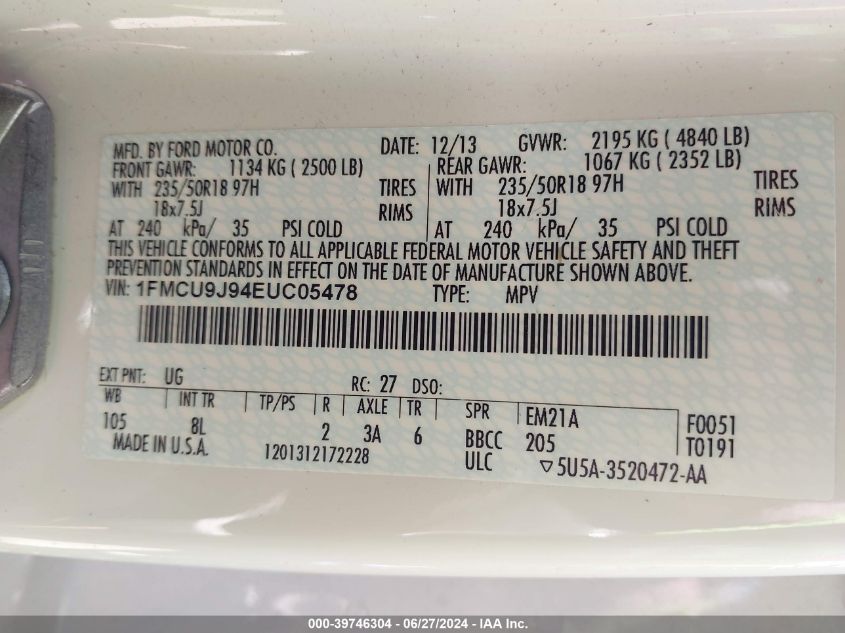 MFD. BY FORD MOTOR CO. DATE: 12/13 GVWR: 2195 KG ( 4840 LB)
FRONT GAWR: 1134 KG ( 2500 LB) REAR GAWR: 1067 KG ( 2352 LB)
WITH 235/50R18 97H TIRES WITH 235/50R18 97H TIRES
18x7.5J RIMS 18x7.5J RIMS
AT 240 kPa/ 35 PSI COLD AT 240 kPa/ 35 PSI COLD
THIS VEHICLE CONFORMS TO ALL APPLICABLE FEDERAL MOTOR VEHICLE SAFETY AND THEFT
PREVENTION STANDARDS IN EFFECT ON THE DATE OF MANUFACTURE SHOWN ABOVE.
VIN: 1FMCU9J94EUC05478 TYPE: MPV
EXT PNT: UG RC: 27 DSO:
WB INT TR TP/PS R AXLE TR SPR EM21A F0051
105 8L 2 3A 6 BBCC 205 T0191
MADE IN U.S.A. 1201312172228 ULC ▽5U5A-3520472-AA
000-39746304 - 06/27/2024 - IAA Inc.